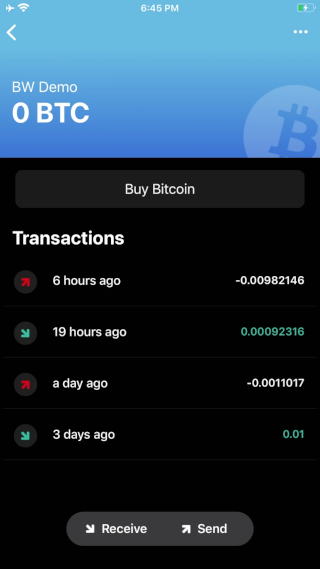 6:45 PM
BW Demo
0 BTC
Buy Bitcoin
Transactions
6 hours ago -0.00982146
19 hours ago 0.00092316
a day ago -0.0011017
3 days ago 0.01
Receive Send